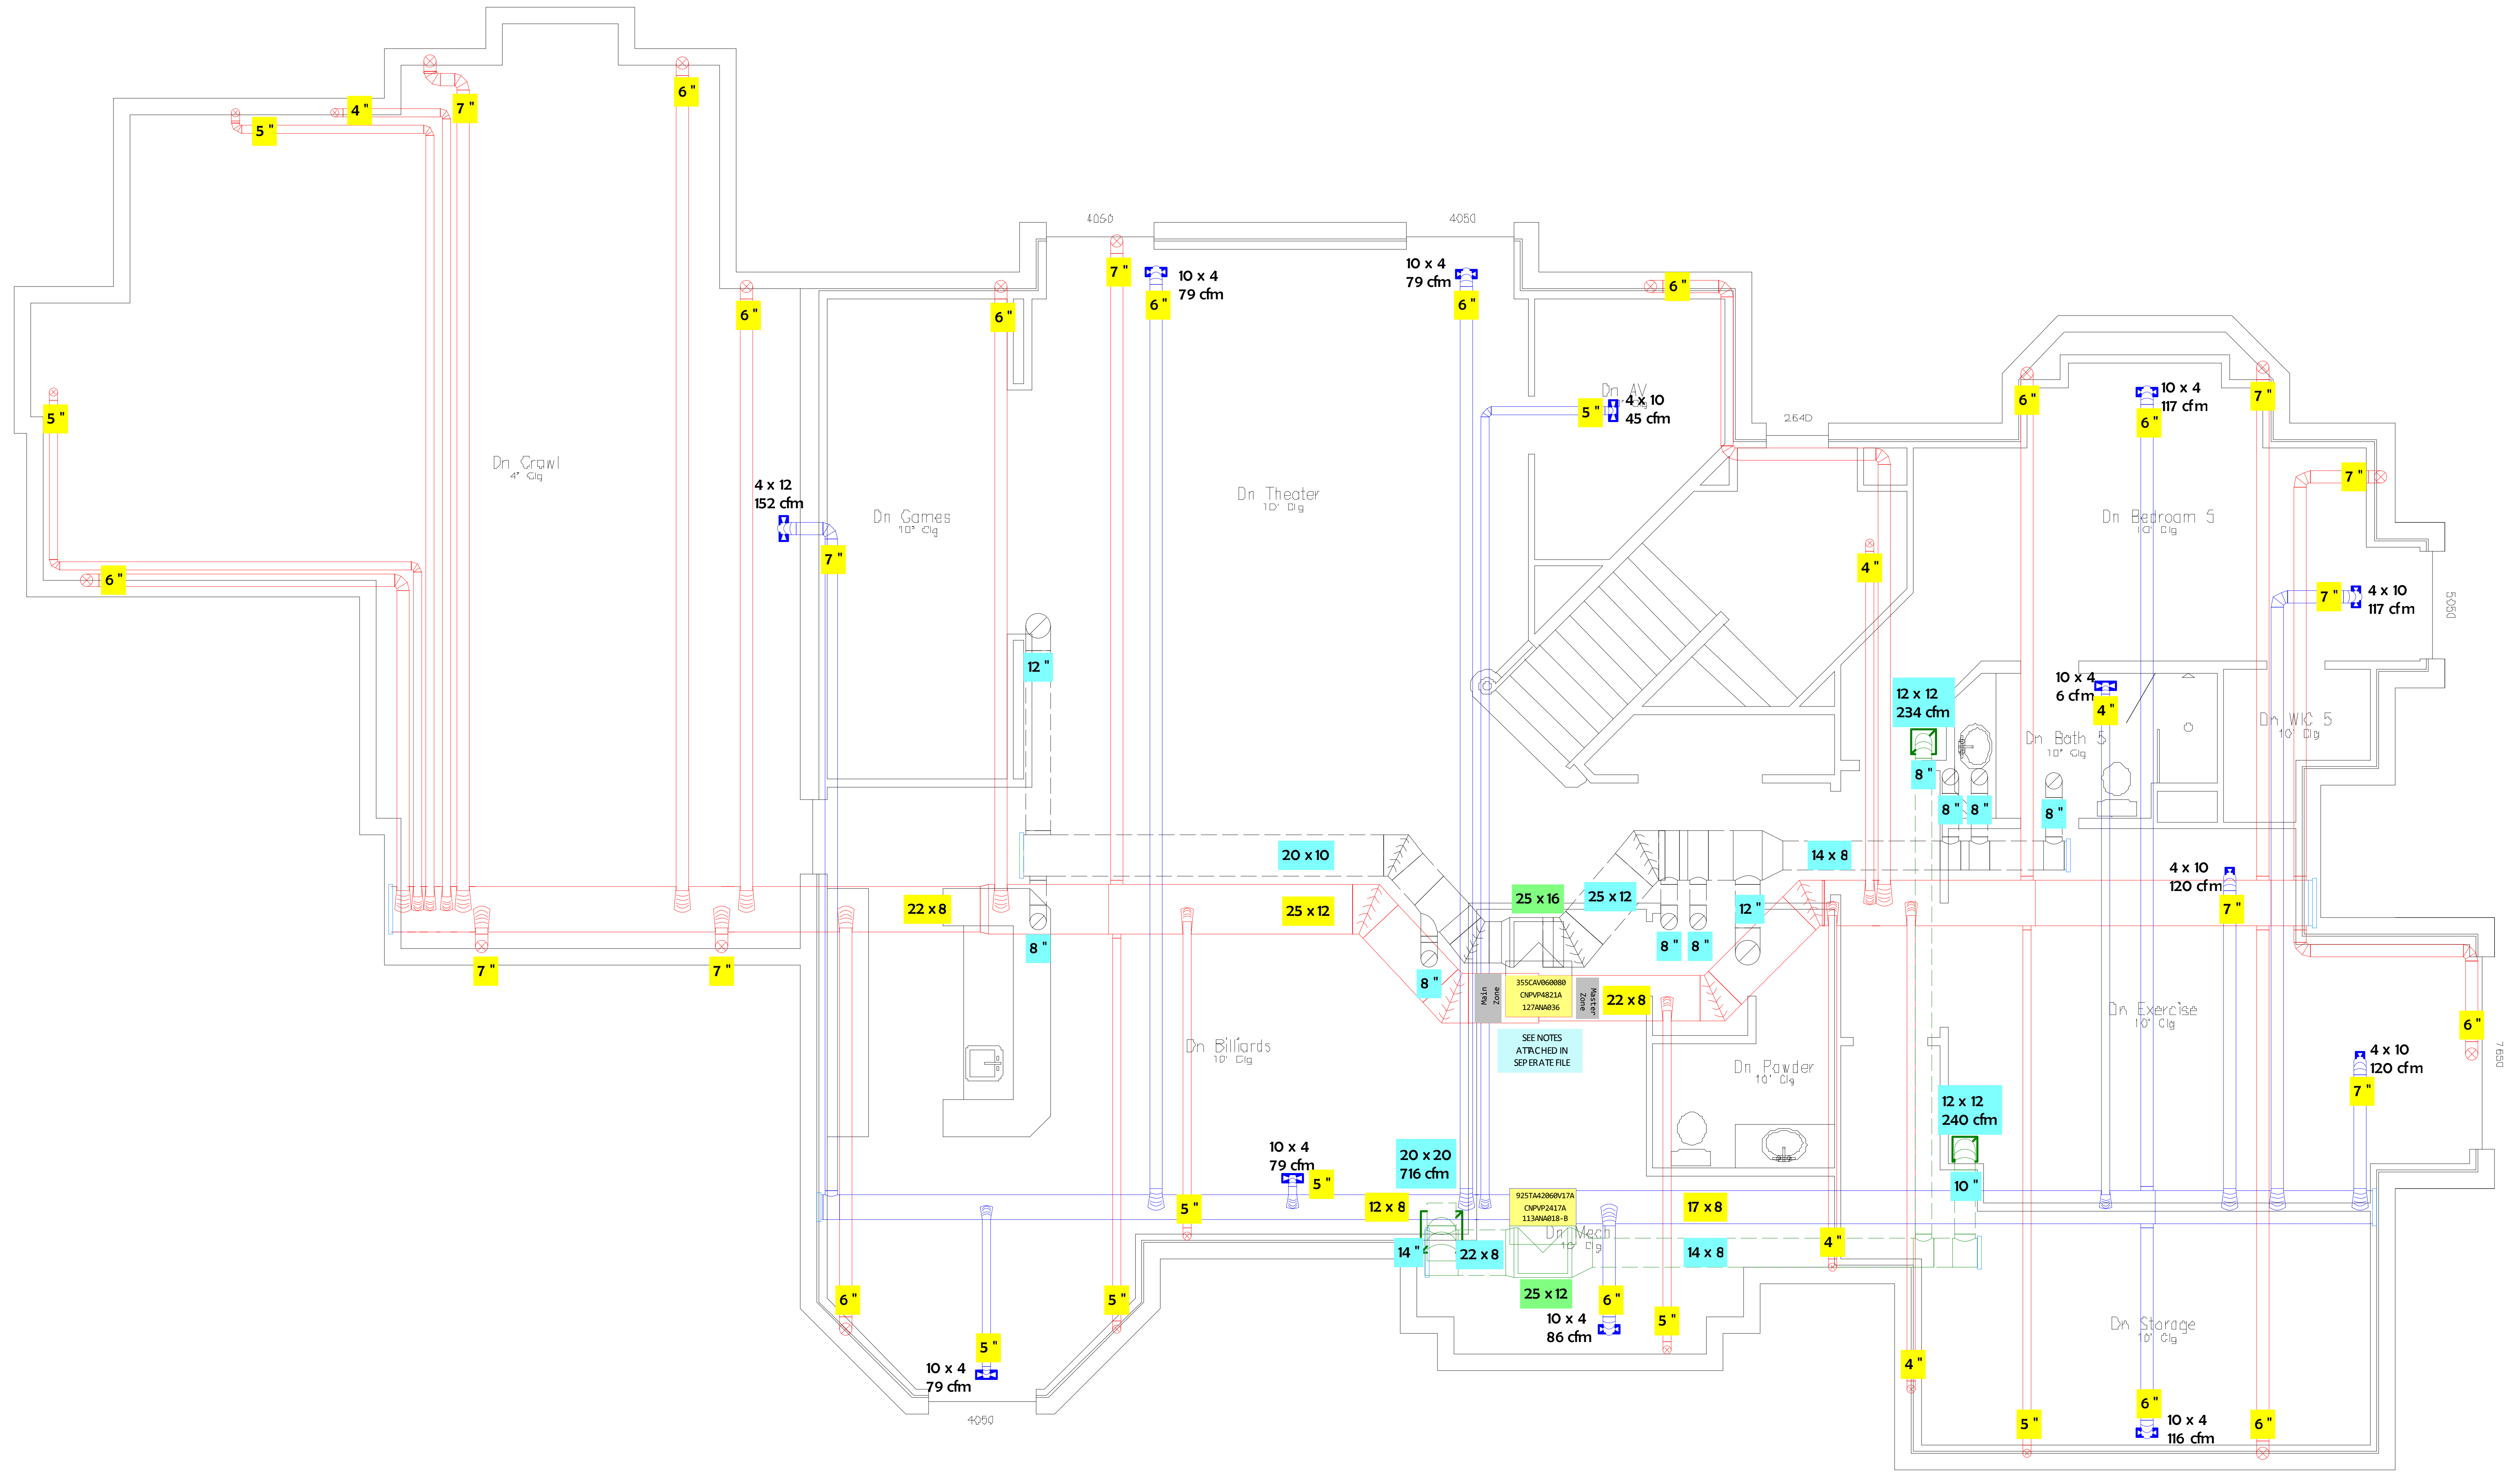 4" 
5"
7"
6"
4050
4050
7"
10 x 4
79 cfm
6"
10 x 4
79 cfm
6"
6"
6"
6"
5"
Dn AV
5"
4 x 10
45 cfm
2640
6"
10 x 4
117 cfm
6"
7"
7"
Dn Crawl
4' Clg
4 x 12
152 cfm
Dn Games
10' Clg
Dn Theater
10' Clg
Dn Bedroom 5
10' Clg
6"
7"
4"
7"
4 x 10
117 cfm
5050
12"
12 x 12
234 cfm
10 x 4
6 cfm
4"
Dn Bath 5
10' Clg
Dn WIC 5
10' Clg
8"
8"
8"
8"
20 x 10
14 x 8
4 x 10
120 cfm
7"
22 x 8
25 x 12
25 x 16
25 x 12
12"
8"
8"
8"
8"
7"
7"
Main
Zone
355CAV060080
CNPVP4821A
127ANA036
Master
Zone
22 x 8
Dn Exercise
10' Clg
6"
7650
SEE NOTES
ATTACHED IN
SEPERATE FILE
Dn Billiards
10' Clg
Dn Powder
10' Clg
4 x 10
120 cfm
7"
12 x 12
240 cfm
10"
10 x 4
79 cfm
5"
20 x 20
716 cfm
5"
12 x 8
925TA42060V17A
CNPVP2417A
113ANA018-B
17 x 8
Dn Mech
10' Clg
14"
22 x 8
14 x 8
4"
25 x 12
6"
10 x 4
86 cfm
5"
6"
5"
5"
10 x 4
79 cfm
4050
4"
Dn Storage
10' Clg
5"
6"
10 x 4
116 cfm
6"